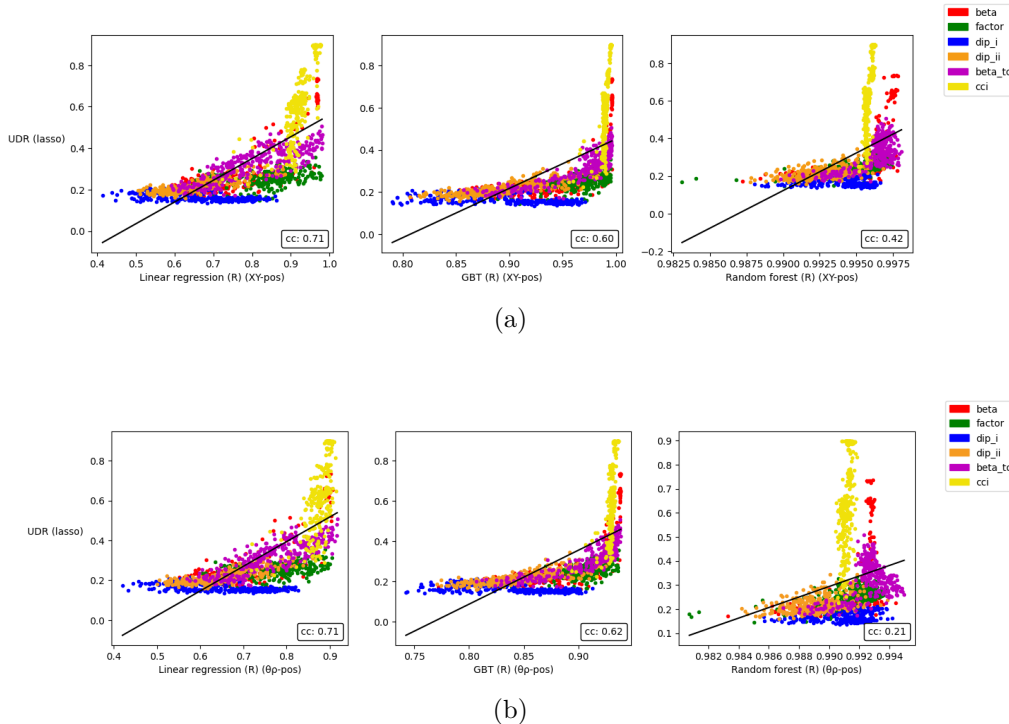 beta
factor
dip_i
dip_ii
beta_tc
cci
UDR (lasso)
0.8
0.6
0.4
0.2
0.0
0.4 0.5 0.6 0.7 0.8 0.9 1.0
Linear regression (R) (XY-pos)
cc: 0.71
0.8
0.6
0.4
0.2
0.0
0.80 0.85 0.90 0.95 1.00
GBT (R) (XY-pos)
cc: 0.60
0.8
0.6
0.4
0.2
0.0
−0.2
0.9825 0.9850 0.9875 0.9900 0.9925 0.9950 0.9975
Random forest (R) (XY-pos)
cc: 0.42
(a)
beta
factor
dip_i
dip_ii
beta_tc
cci
UDR (lasso)
0.8
0.6
0.4
0.2
0.0
0.4 0.5 0.6 0.7 0.8 0.9
Linear regression (R) (θρ-pos)
cc: 0.71
0.8
0.6
0.4
0.2
0.0
0.75 0.80 0.85 0.90
GBT (R) (θρ-pos)
cc: 0.62
0.9
0.8
0.7
0.6
0.5
0.4
0.3
0.2
0.1
0.982 0.984 0.986 0.988 0.990 0.992 0.994
Random forest (R) (θρ-pos)
cc: 0.21
(b)